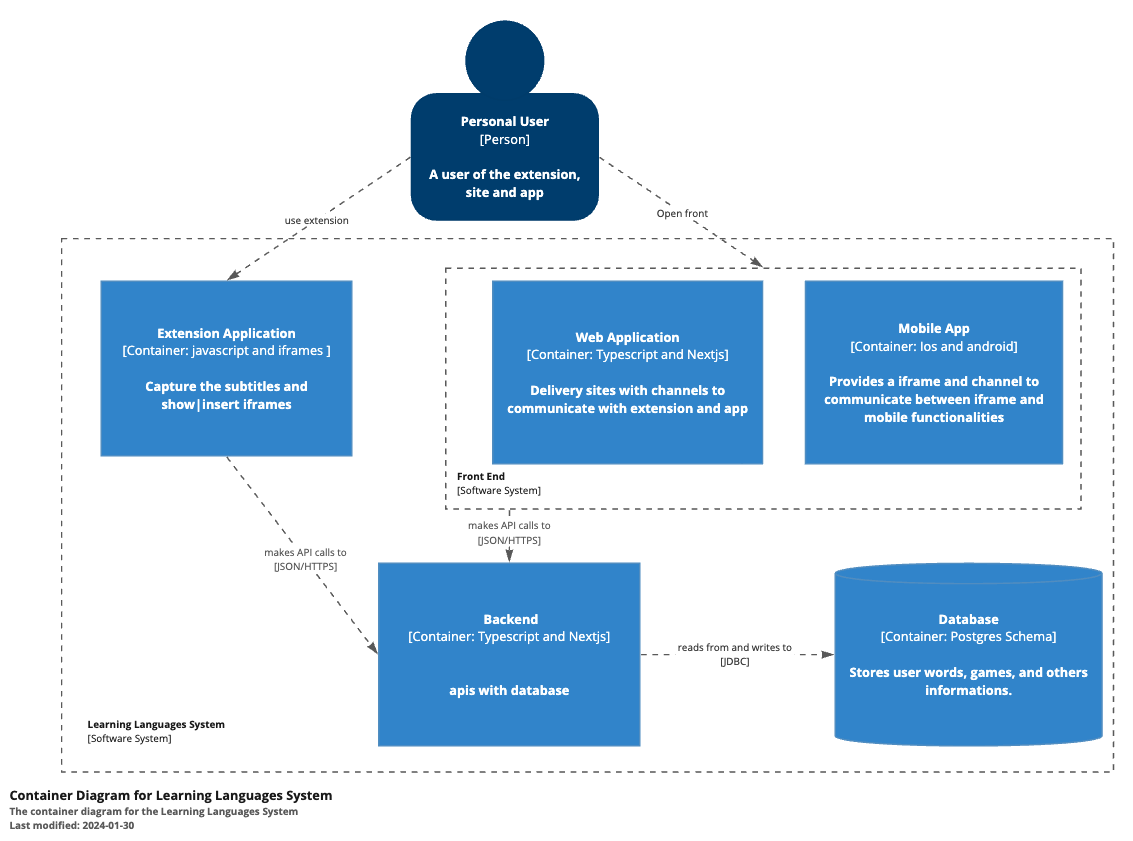 Personal User
[Person]
A user of the extension,
site and app
use extension
Open front
Extension Application
[Container: javascript and iframes ]
Capture the subtitles and
show|insert iframes
Web Application
[Container: Typescript and Nextjs]
Delivery sites with channels to
communicate with extension and app
Mobile App
[Container: Ios and android]
Provides a iframe and channel to
communicate between iframe and
mobile functionalities
Front End
[Software System]
makes API calls to
[JSON/HTTPS]
makes API calls to
[JSON/HTTPS]
Backend
[Container: Typescript and Nextjs]
apis with database
reads from and writes to
[JDBC]
Database
[Container: Postgres Schema]
Stores user words, games, and others
informations.
Learning Languages System
[Software System]
Container Diagram for Learning Languages System
The container diagram for the Learning Languages System
Last modified: 2024-01-30